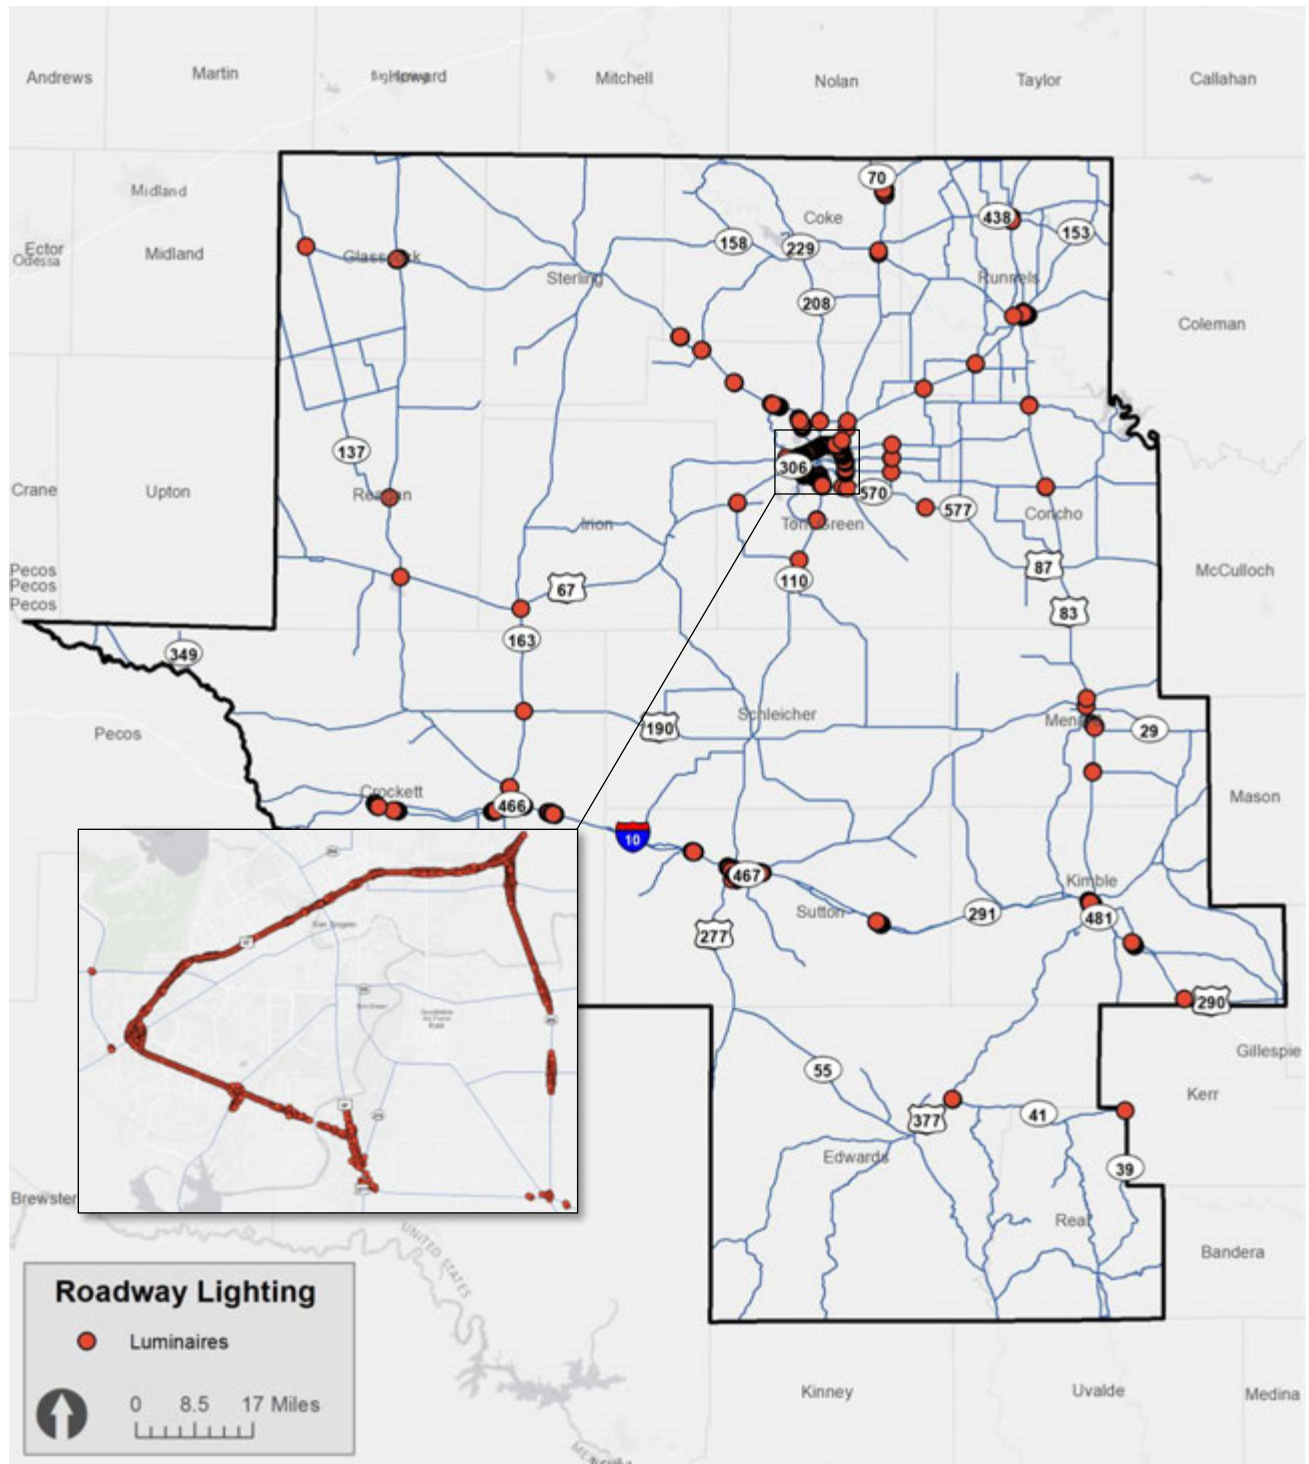 Andrews
Martin
Howard
Mitchell
Nolan
Taylor
Callahan
Midland
70
Coke
438
153
Ector
Odessa
Midland
Glasscock
158
229
Sterling
Runnels
208
Coleman
137
306
Crane
Upton
Reagan
570
577
Irion
Tom Green
Concho
Pecos
Pecos
Pecos
67
110
87
McCulloch
83
349
163
Pecos
190
Schleicher
Menard
29
Crockett
466
Mason
10
467
Kimble
Sutton
291
481
277
San Angelo
290
Gillespie
55
Kerr
377
41
Edwards
39
Brewster
Real
UNITED STATES
Bandera
Roadway Lighting
Luminaires
0 8.5 17 Miles
Kinney
Uvalde
Medina